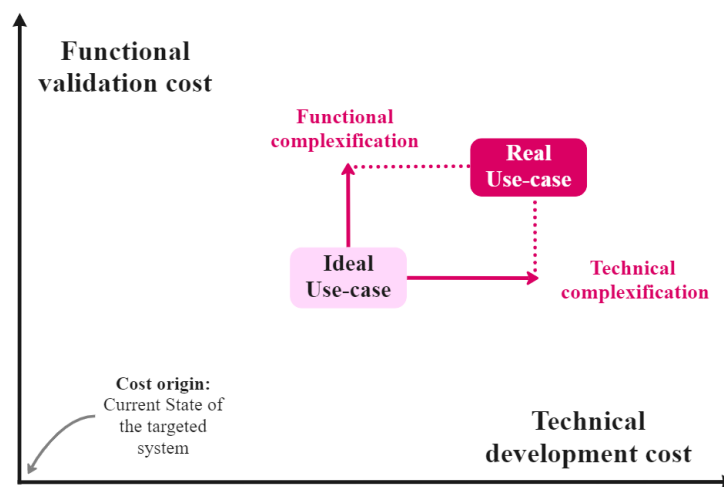 Functional
validation cost
Functional
complexification
Real
Use-case
Ideal
Use-case
Technical
complexification
Cost origin:
Current State of
the targeted
system
Technical
development cost